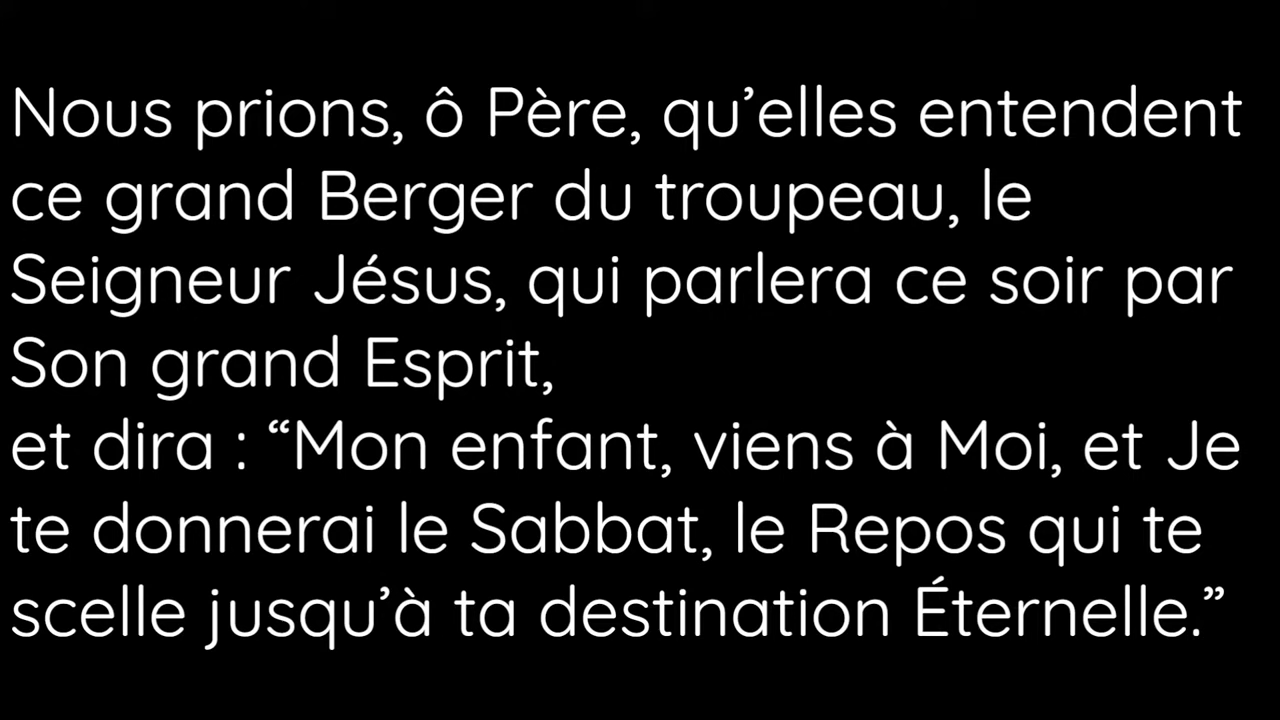 Nous prions, ô Père, qu’elles entendent
ce grand Berger du troupeau, le
Seigneur Jésus, qui parlera ce soir par
Son grand Esprit,
et dira : “Mon enfant, viens à Moi, et Je
te donnerai le Sabbat, le Repos qui te
scelle jusqu’à ta destination Éternelle.”